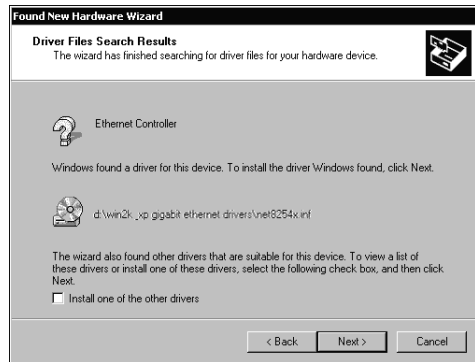 Found New Hardware Wizard
Driver Files Search Results
The wizard has finished searching for driver files for your hardware device.
Ethernet Controller
Windows found a driver for this device. To install the driver Windows found, click Next.
d:\win2k_xp gigabit ethernet drivers\net8254x.inf
The wizard also found other drivers that are suitable for this device. To view a list of
these drivers or install one of these drivers, select the following check box, and then click
Next.
Install one of the other drivers
< Back Next > Cancel